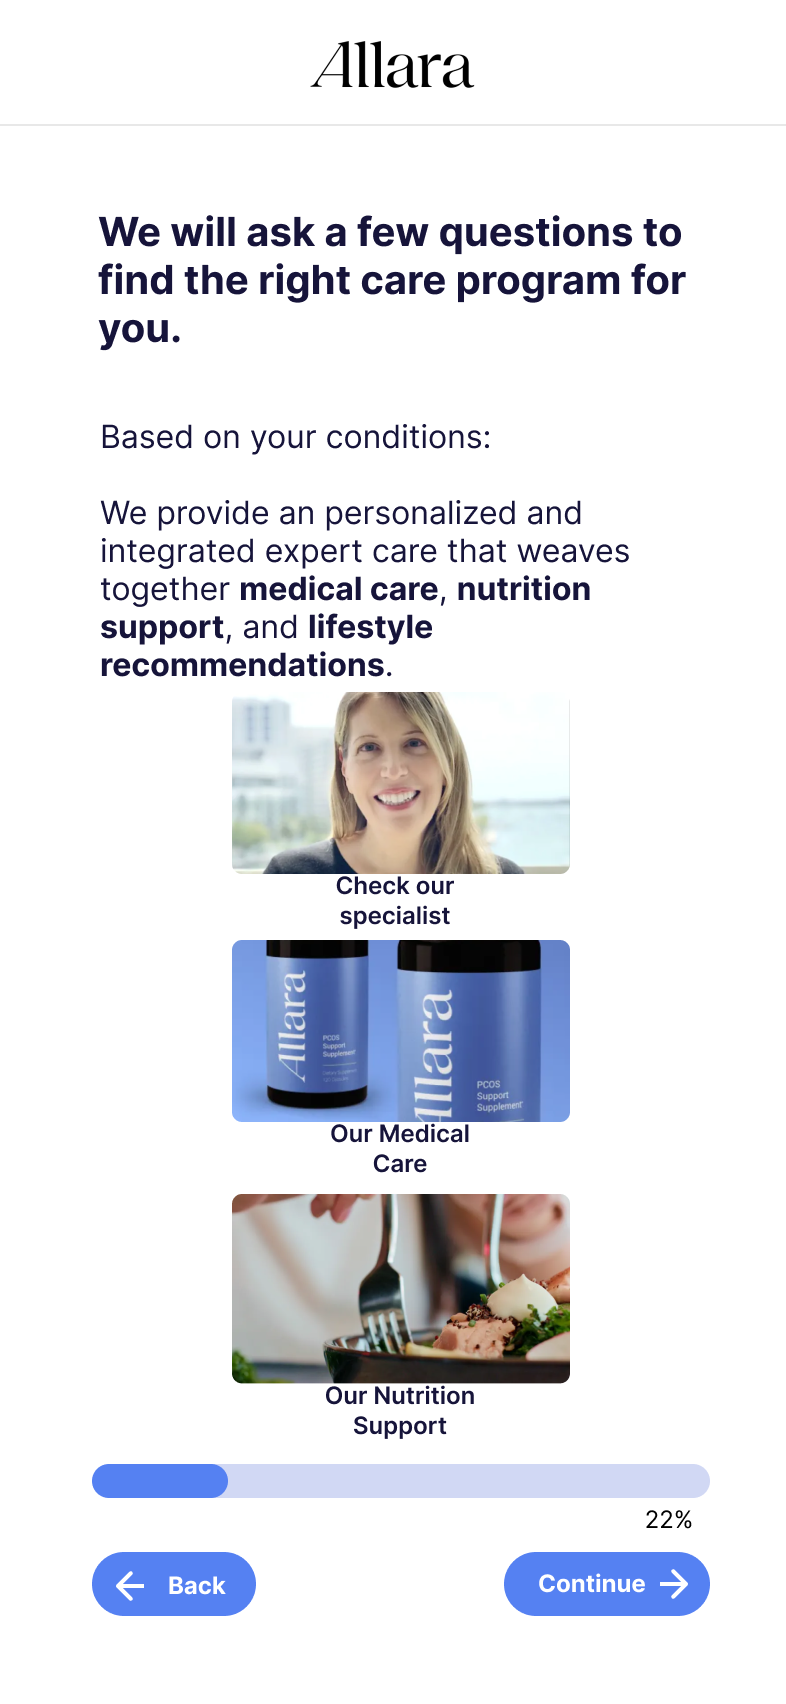 Allara
We will ask a few questions to
find the right care program for
you.
Based on your conditions:
We provide an personalized and
integrated expert care that weaves
together medical care, nutrition
support, and lifestyle
recommendations.
Check our
specialist
Allara
PCOS
Support
Supplement
Allara
PCOS
Support
Supplement
Our Medical
Care
Our Nutrition
Support
22%
Back
Continue